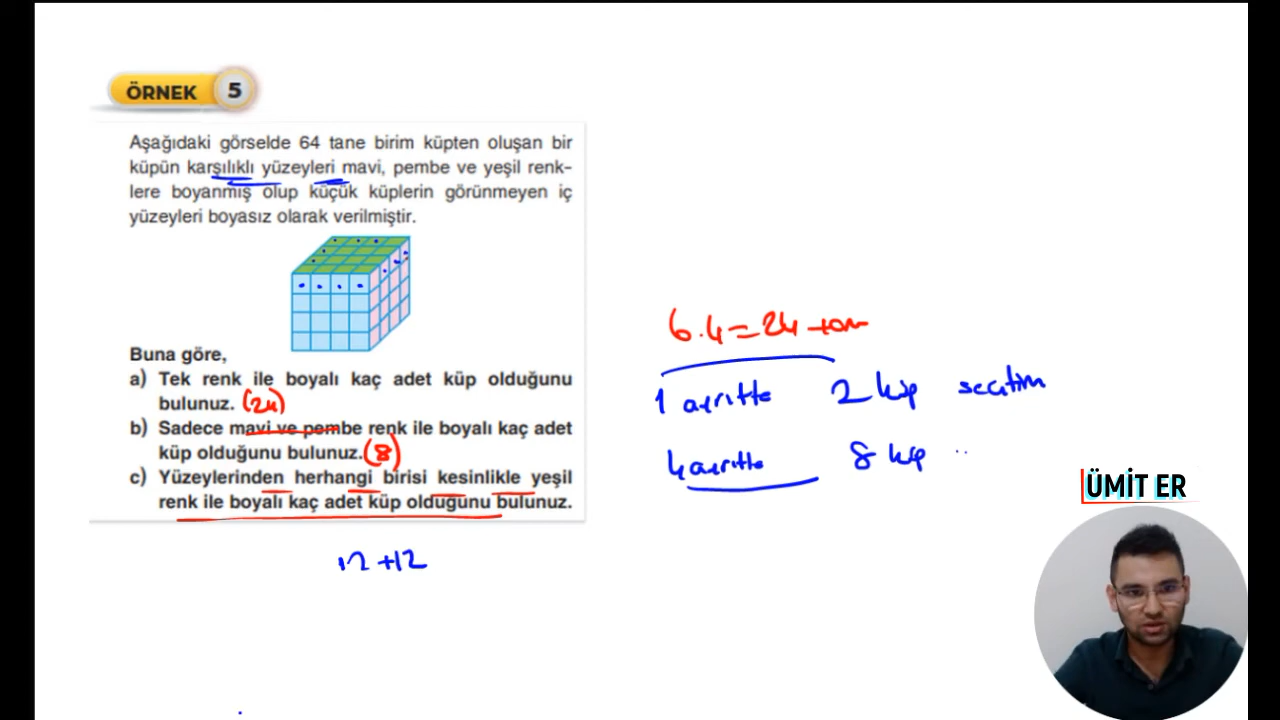 ÖRNEK 5
Aşağıdaki görselde 64 tane birim küpten oluşan bir
küpün karşılıklı yüzeyleri mavi, pembe ve yeşil renk-
lere boyanmış olup küçük küplerin görünmeyen iç
yüzeyleri boyasız olarak verilmiştir.
Buna göre,
a) Tek renk ile boyalı kaç adet küp olduğunu
bulunuz. (24)
b) Sadece mavi ve pembe renk ile boyalı kaç adet
küp olduğunu bulunuz. (8)
c) Yüzeylerinden herhangi birisi kesinlikle yeşil
renk ile boyalı kaç adet küp olduğunu bulunuz.
12 +12
6.4=24 tane
1 ayrıtta 2 küp
4 ayrıtta 8 küp
ÜMİT ER